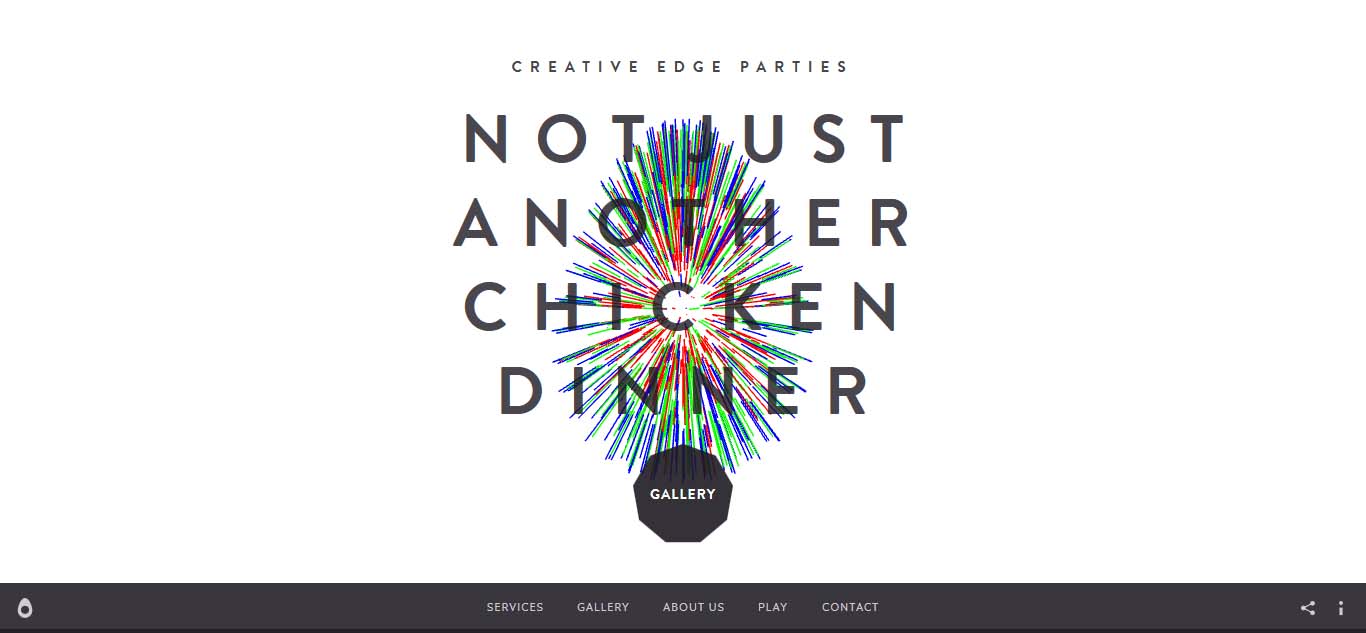 CREATIVE EDGE PARTIES
NOT JUST
ANOTHER
CHICKEN
DINNER
GALLERY
SERVICES GALLERY ABOUT US PLAY CONTACT